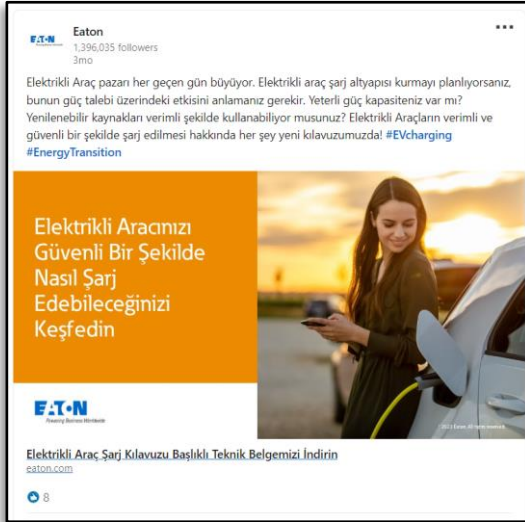 Eaton
1,396,035 followers
3mo
Elektrikli Araç pazarı her geçen gün büyüyor. Elektrikli araç şarj altyapısı kurmayı planlıyorsanız,
bunun güç talebi üzerindeki etkisini anlamanız gerekir. Yeterli güç kapasiteniz var mı?
Yenilenebilir kaynakları verimli şekilde kullanabiliyor musunuz? Elektrikli Araçların verimli ve
güvenli bir şekilde şarj edilmesi hakkında her şey yeni kılavuzumuzda! #EVcharging
#EnergyTransition
Elektrikli Aracınızı
Güvenli Bir Şekilde
Nasıl Şarj
Edebileceğinizi
Keşfedin
EATON
Powering Business Worldwide
Elektrikli Araç Şarj Kılavuzu Başlıklı Teknik Belgemizi İndirin
eaton.com
8